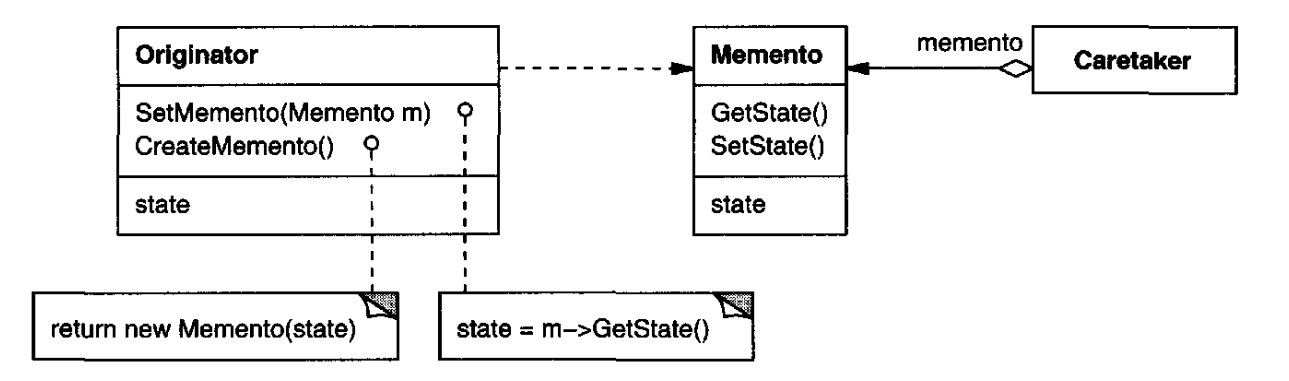 Originator
SetMemento(Memento m)
CreateMemento()
state
return new Memento(state)
state = m–>GetState()
Memento
GetState()
SetState()
state
memento
Caretaker